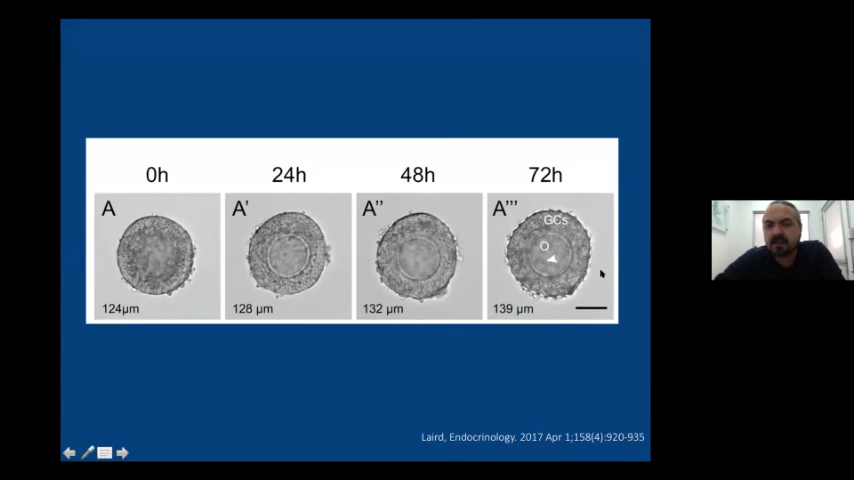 0h 24h 48h 72h
A A' A'' A'''
GCs
O
124µm 128 µm 132 µm 139 µm
Laird, Endocrinology. 2017 Apr 1;158(4):920-935